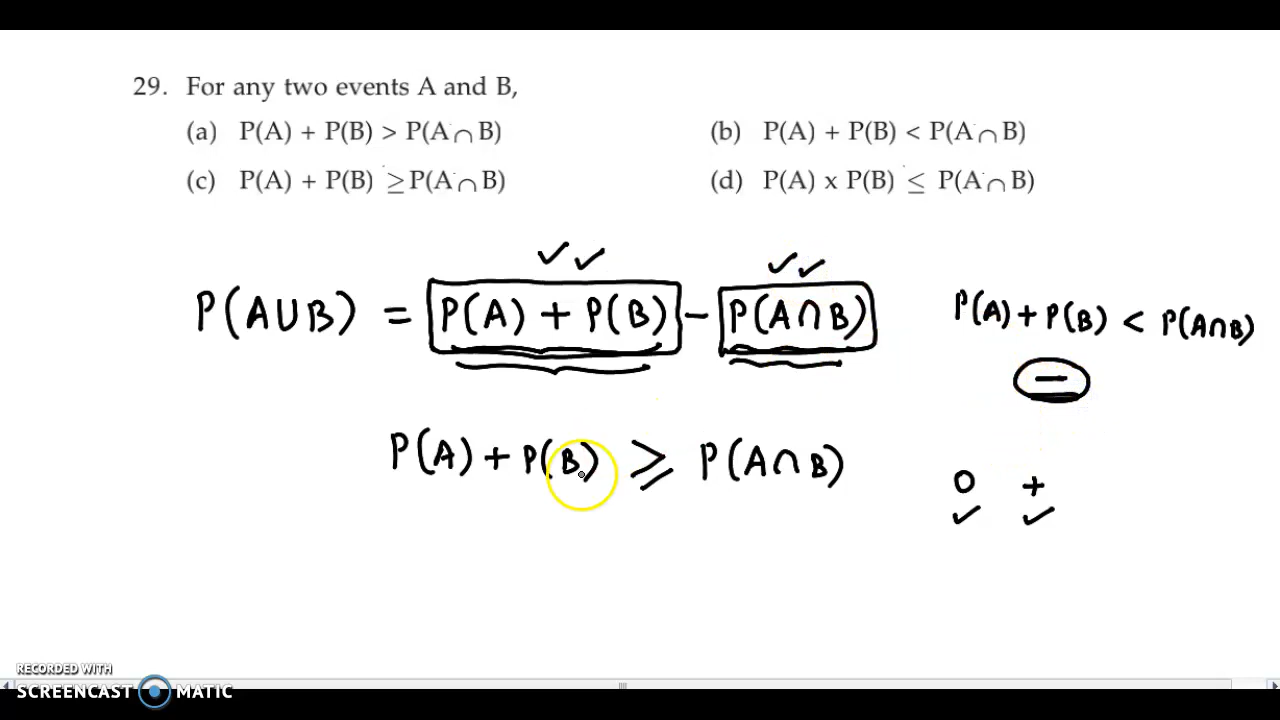 29. For any two events A and B,
(a) P(A) + P(B) > P(A ∩ B)
(b) P(A) + P(B) < P(A ∩ B)
(c) P(A) + P(B) ≥ P(A ∩ B)
(d) P(A) x P(B) ≤ P(A ∩ B)
P(A∪B) = P(A) + P(B) - P(A∩B)
P(A) + P(B) < P(A∩B)
-
P(A) + P(B) ≥ P(A∩B)
0 +
RECORDED WITH
SCREENCAST MATIC